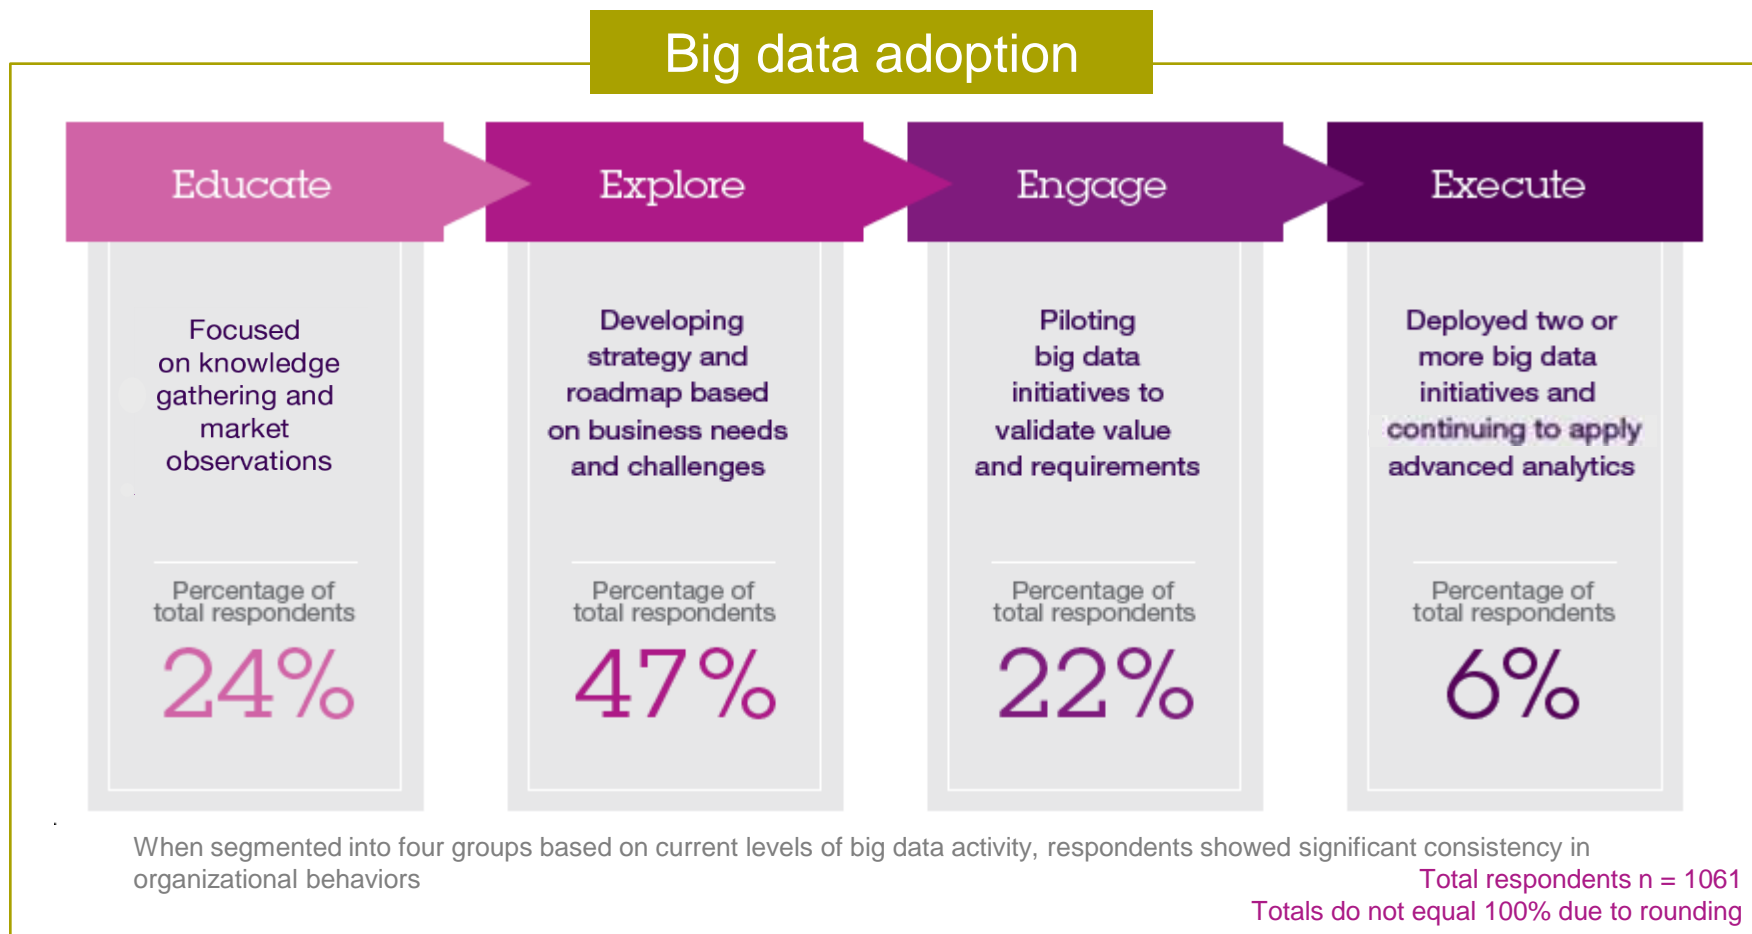 Big data adoption
Educate
Focused
on knowledge
gathering and
market
observations
Percentage of
total respondents
24%
Explore
Developing
strategy and
roadmap based
on business needs
and challenges
Percentage of
total respondents
47%
Engage
Piloting
big data
initiatives to
validate value
and requirements
Percentage of
total respondents
22%
Execute
Deployed two or
more big data
initiatives and
continuing to apply
advanced analytics
Percentage of
total respondents
6%
When segmented into four groups based on current levels of big data activity, respondents showed significant consistency in
organizational behaviors
Total respondents n = 1061
Totals do not equal 100% due to rounding